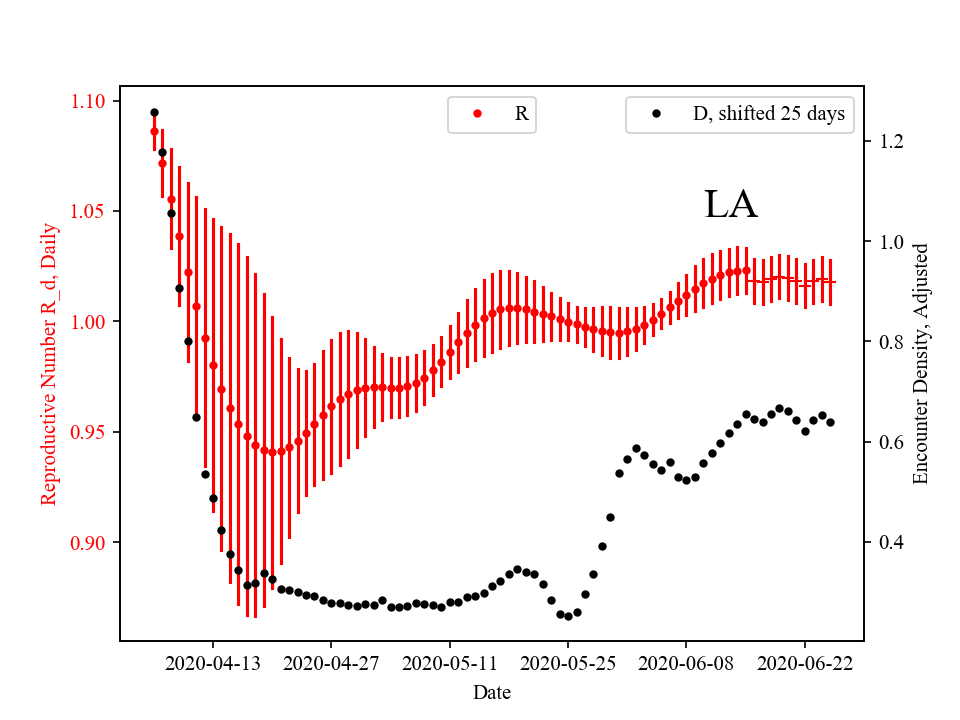 R
D, shifted 25 days
LA
Reproductive Number R_d, Daily
1.10
1.05
1.00
0.95
0.90
Encounter Density, Adjusted
1.2
1.0
0.8
0.6
0.4
2020-04-13
2020-04-27
2020-05-11
2020-05-25
2020-06-08
2020-06-22
Date